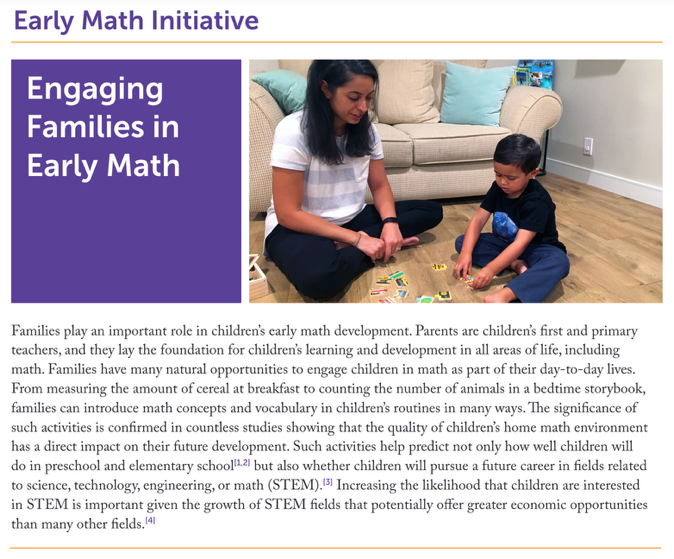 Early Math Initiative
Engaging
Families in
Early Math
Families play an important role in children’s early math development. Parents are children’s first and primary
teachers, and they lay the foundation for children’s learning and development in all areas of life, including
math. Families have many natural opportunities to engage children in math as part of their day-to-day lives.
From measuring the amount of cereal at breakfast to counting the number of animals in a bedtime storybook,
families can introduce math concepts and vocabulary in children’s routines in many ways. The significance of
such activities is confirmed in countless studies showing that the quality of children’s home math environment
has a direct impact on their future development. Such activities help predict not only how well children will
do in preschool and elementary school[1,2] but also whether children will pursue a future career in fields related
to science, technology, engineering, or math (STEM).[3] Increasing the likelihood that children are interested
in STEM is important given the growth of STEM fields that potentially offer greater economic opportunities
than many other fields.[4]